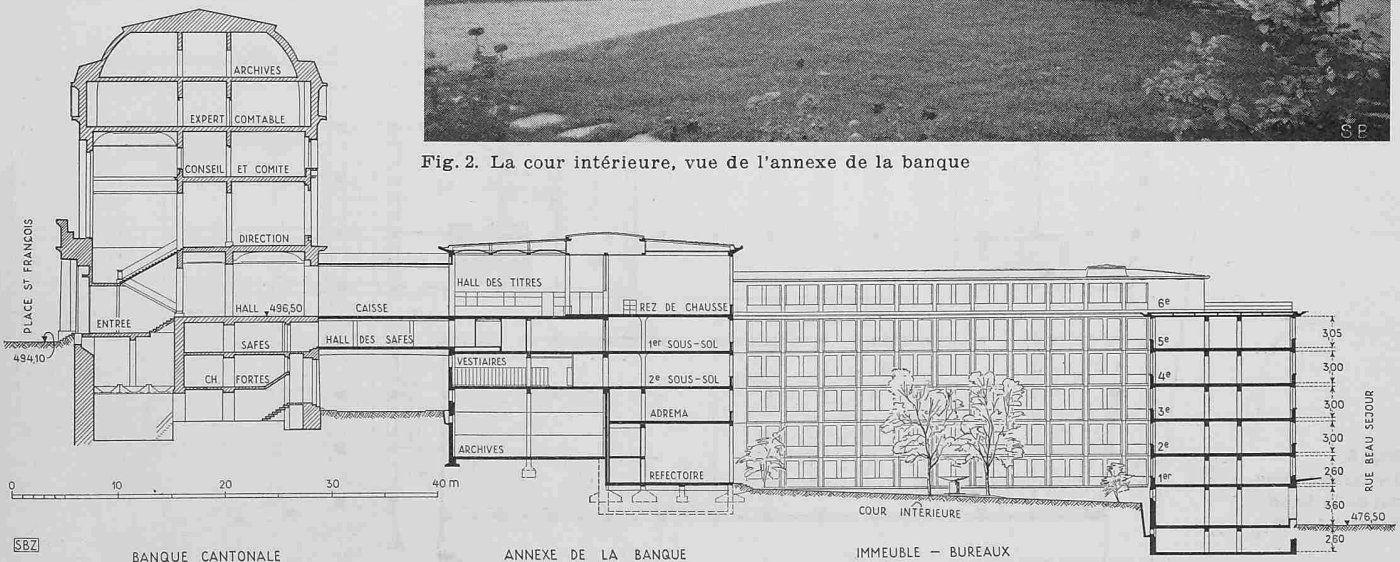 SB
Fig. 2. La cour intérieure, vue de l'annexe de la banque
ARCHIVES
EXPERT COMTABLE
CONSEIL ET COMITE
DIRECTION
PLACE ST FRANÇOIS
494,10
ENTREE
HALL 496,50
CAISSE
SAFES
HALL DES SAFES
CH. FORTES
HALL DES TITRES
REZ DE CHAUSSE
1er SOUS-SOL
VESTIAIRES
2e SOUS-SOL
ADREMA
ARCHIVES
REFECTOIRE
COUR INTÉRIEURE
6e
5e
4e
3e
2e
1er
3,05
3,00
3,00
3,00
3,00
2,60
3,60
2,60
476,50
RUE BEAU SEJOUR
0 10 20 30 40 m
SBZ
BANQUE CANTONALE
ANNEXE DE LA BANQUE
IMMEUBLE — BUREAUX